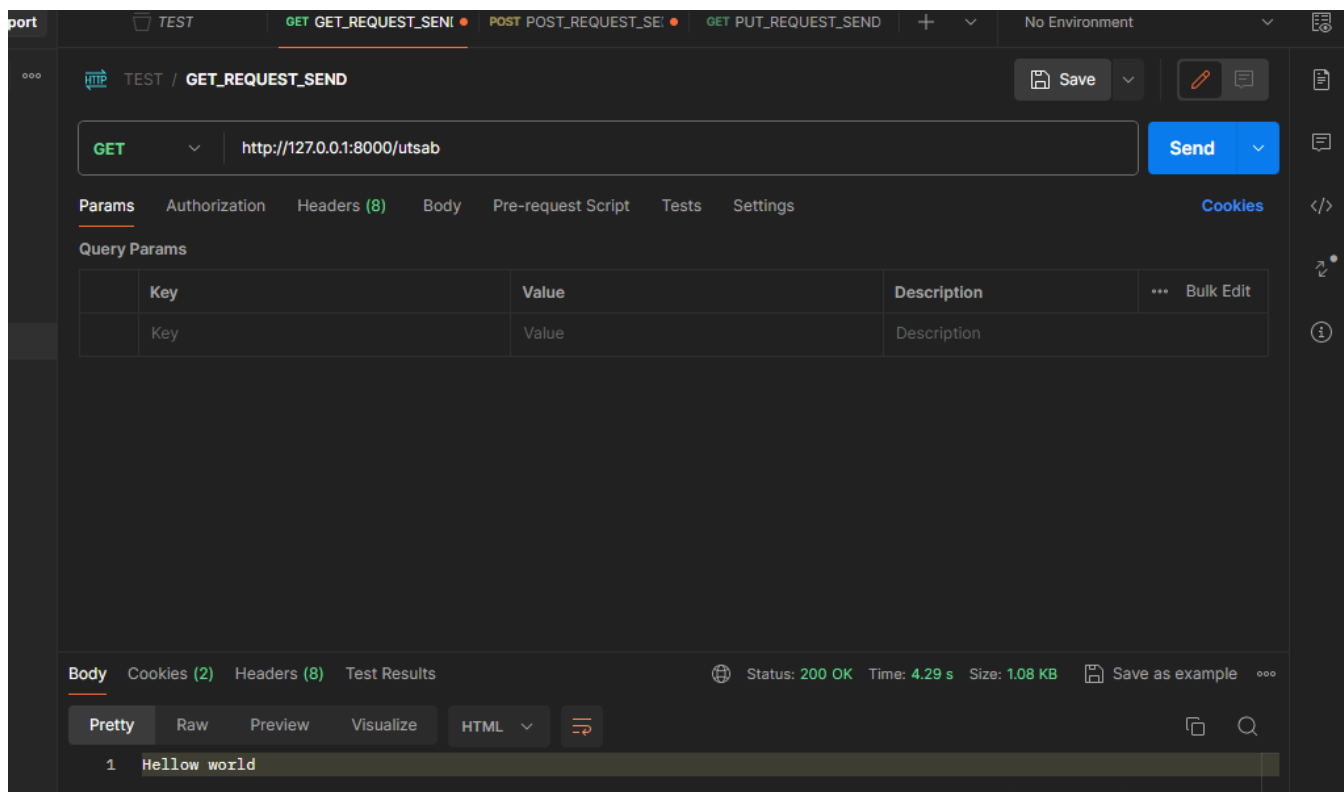 port TEST GET GET_REQUEST_SEN POST POST_REQUEST_SE GET PUT_REQUEST_SEND No Environment
HTTP TEST / GET_REQUEST_SEND Save
GET http://127.0.0.1:8000/utsab Send
Params Authorization Headers (8) Body Pre-request Script Tests Settings Cookies
Query Params
Key Value Description Bulk Edit
Key Value Description
Body Cookies (2) Headers (8) Test Results Status: 200 OK Time: 4.29 s Size: 1.08 KB Save as example
Pretty Raw Preview Visualize HTML
1 Hellow world